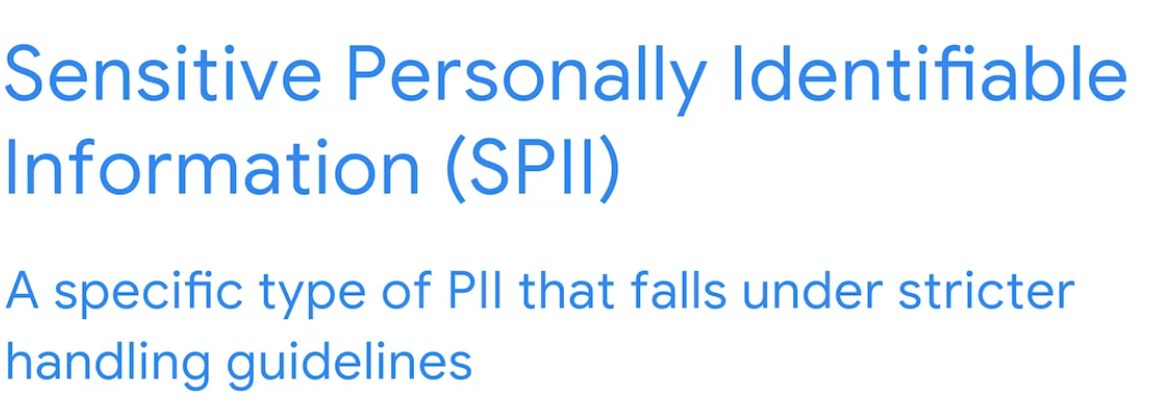 Sensitive Personally Identifiable
Information (SPII)
A specific type of PII that falls under stricter
handling guidelines